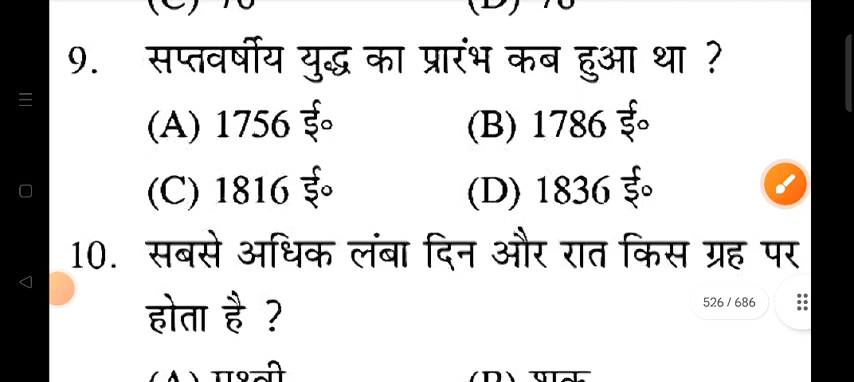 9. सप्तवर्षीय युद्ध का प्रारंभ कब हुआ था ?
(A) 1756 ई० (B) 1786 ई०
(C) 1816 ई० (D) 1836 ई०
10. सबसे अधिक लंबा दिन और रात किस ग्रह पर
होता है ?
526 / 686